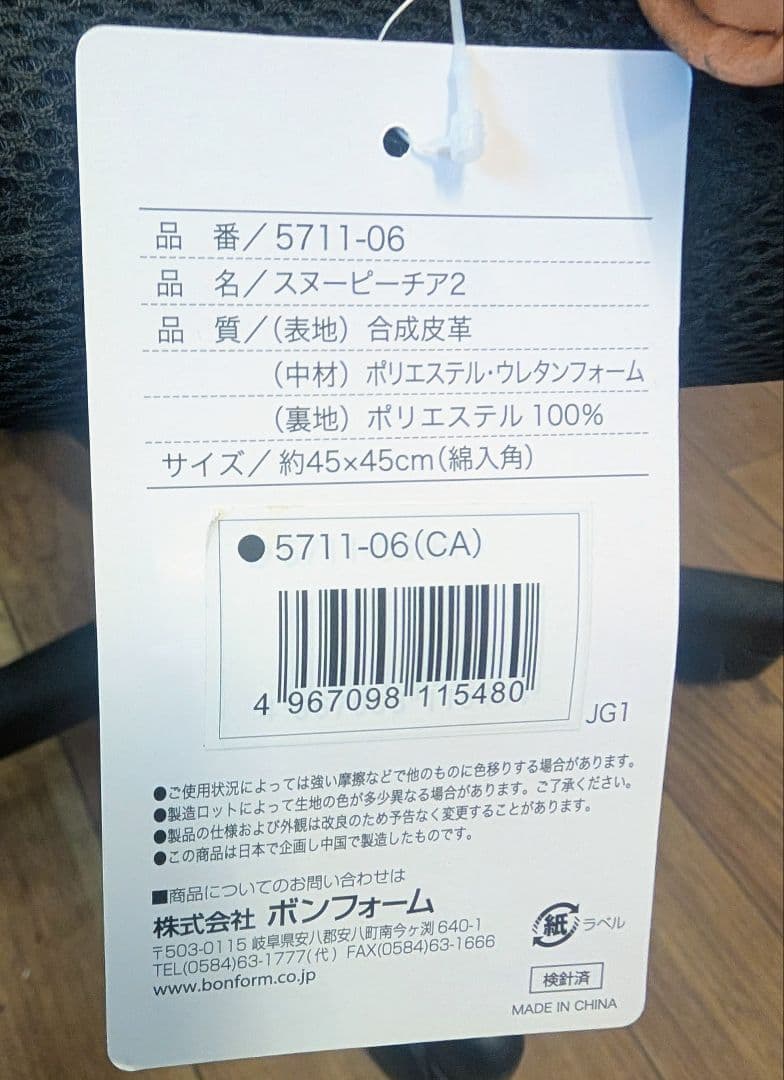 品 番/5711-06
品 名/スヌーピーチア2
品 質/(表地) 合成皮革
(中材) ポリエステル・ウレタンフォーム
(裏地) ポリエステル 100%
サイズ/約45×45cm(綿入角)
●5711-06(CA)
4 967098 115480
JG1
●ご使用状況によっては強い摩擦などで他のものに色移りする場合があります。
●製造ロットによって生地の色が多少異なる場合があります。ご了承ください。
●製品の仕様および外観は改良のため予告なく変更することがあります。
●この商品は日本で企画し中国で製造したものです。
■商品についてのお問い合わせは
株式会社 ボンフォーム
〒503-0115 岐阜県安八郡安八町南今ヶ渕 640-1
TEL(0584)63-1777(代) FAX(0584)63-1666
www.bonform.co.jp
紙 ラベル
検針済
MADE IN CHINA